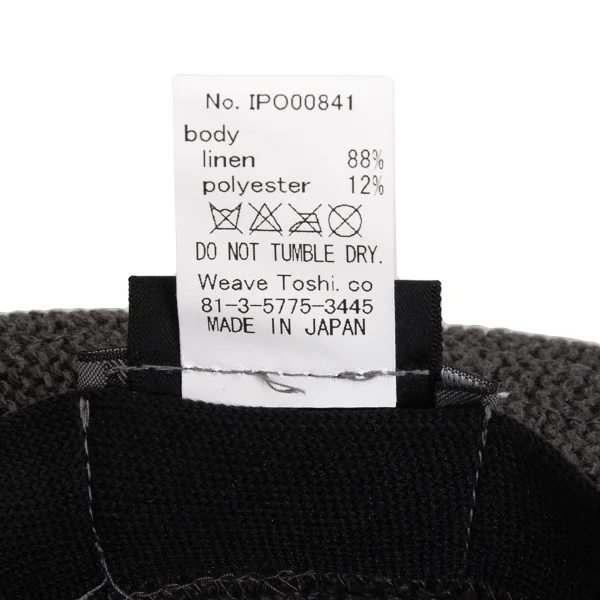 No. IPO00841
body
linen 88%
polyester 12%
DO NOT TUMBLE DRY.
Weave Toshi. co
81-3-5775-3445
MADE IN JAPAN